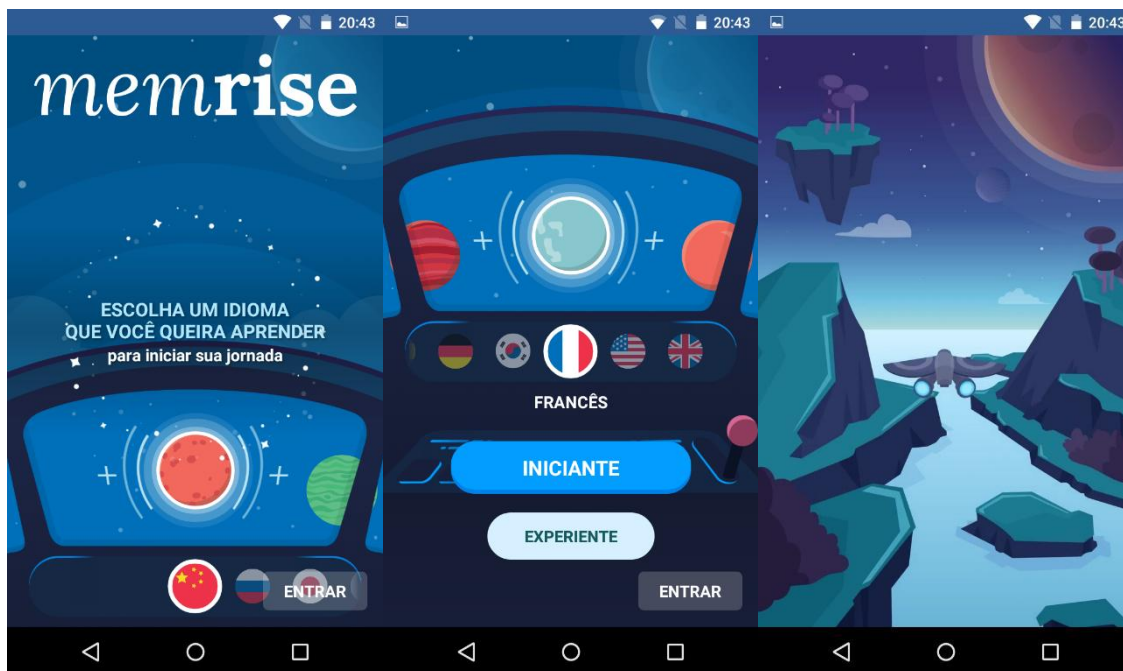 20:43
memrise
ESCOLHA UM IDIOMA
QUE VOCÊ QUEIRA APRENDER
para iniciar sua jornada
ENTRAR
20:43
FRANCÊS
INICIANTE
EXPERIENTE
ENTRAR
20:43